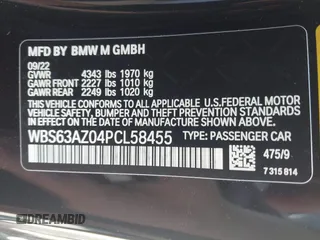 MFD BY BMW M GMBH
09/22
GVWR 4343 lbs 1970 kg
GAWR FRONT 2227 lbs 1010 kg
GAWR REAR 2249 lbs 1020 kg
THIS VEHICLE CONFORMS TO ALL APPLICABLE U.S. FEDERAL MOTOR
VEHICLE SAFETY, BUMPER, AND THEFT PREVENTION STANDARDS
IN EFFECT ON THE DATE OF MANUFACTURE SHOWN ABOVE.
WBS63AZ04PCL58455 TYPE: PASSENGER CAR
475/9
7 315 814
DREAMBID